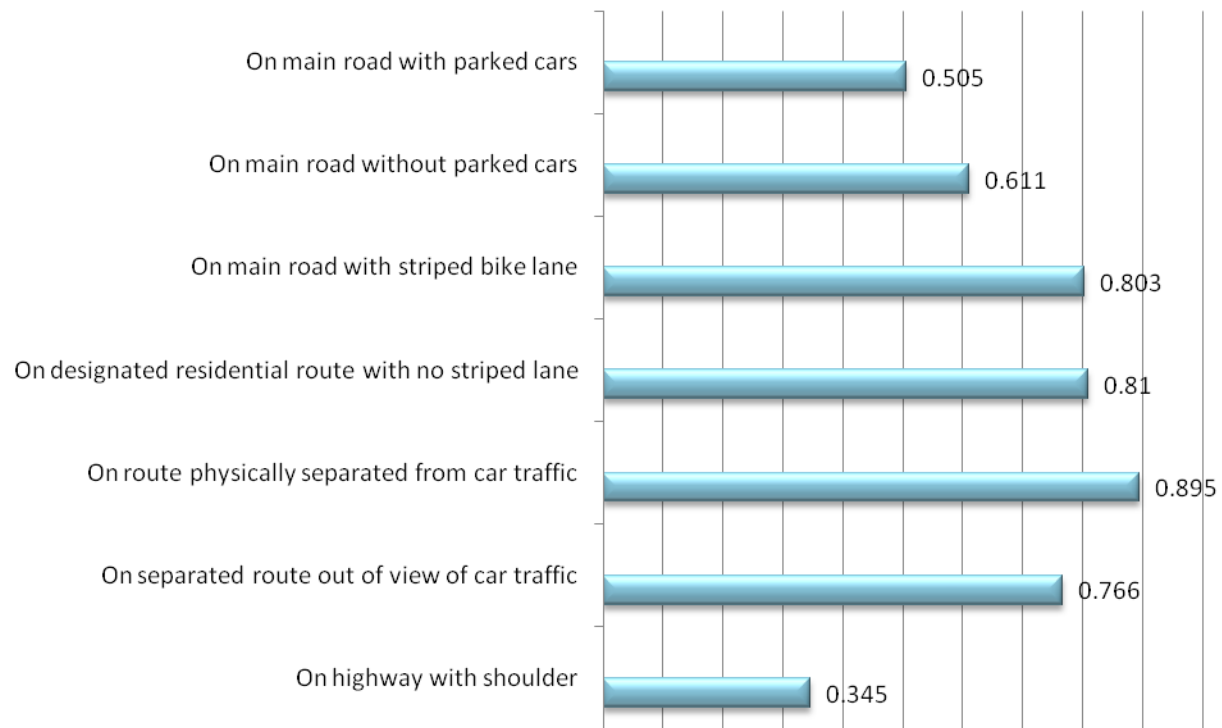 On main road with parked cars
0.505
On main road without parked cars
0.611
On main road with striped bike lane
0.803
On designated residential route with no striped lane
0.81
On route physically separated from car traffic
0.895
On separated route out of view of car traffic
0.766
On highway with shoulder
0.345